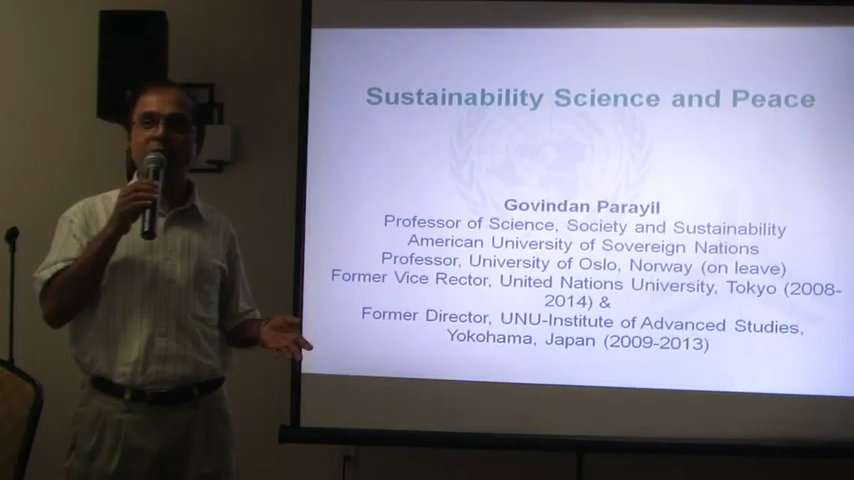 Sustainability Science and Peace
Govindan Parayil
Professor of Science, Society and Sustainability
American University of Sovereign Nations
Professor, University of Oslo, Norway (on leave)
Former Vice Rector, United Nations University, Tokyo (2008-
2014) &
Former Director, UNU-Institute of Advanced Studies,
Yokohama, Japan (2009-2013)